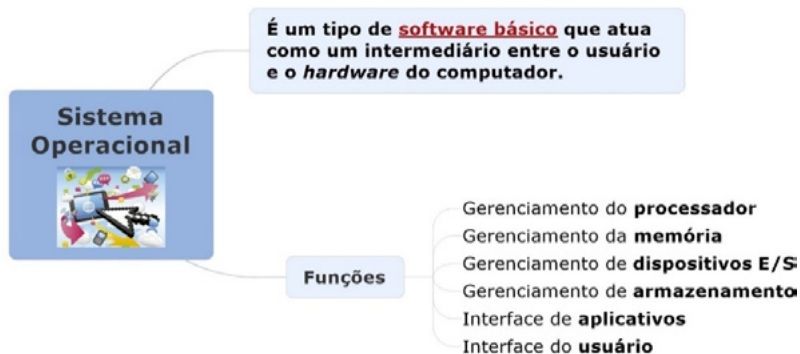 É um tipo de software básico que atua
como um intermediário entre o usuário
e o hardware do computador.
Sistema
Operacional
Funções
Gerenciamento do processador
Gerenciamento da memória
Gerenciamento de dispositivos E/S
Gerenciamento de armazenamento
Interface de aplicativos
Interface do usuário